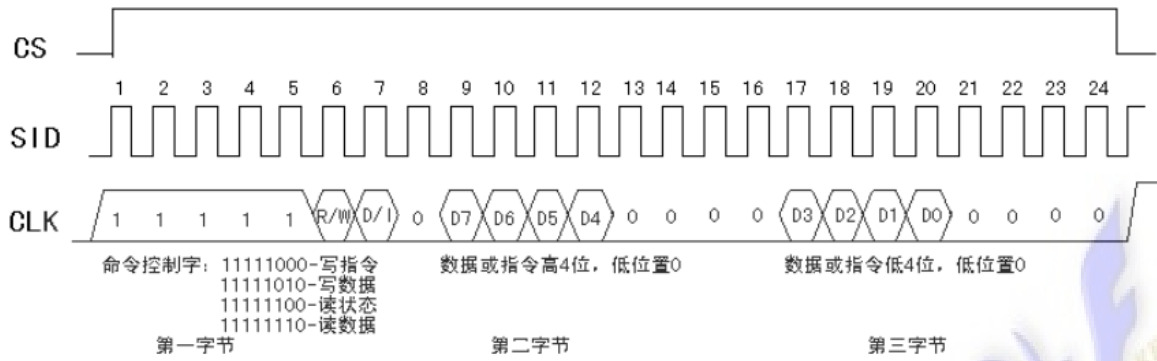 CS
1 2 3 4 5 6 7 8 9 10 11 12 13 14 15 16 17 18 19 20 21 22 23 24
SID
CLK 1 1 1 1 1 R/W D/I 0 D7 D6 D5 D4 0 0 0 0 D3 D2 D1 D0 0 0 0 0
命令控制字: 11111000-写指令 数据或指令高4位，低位置0 数据或指令低4位，低位置0
11111010-写数据
11111100-读状态
11111110-读数据
第一字节 第二字节 第三字节